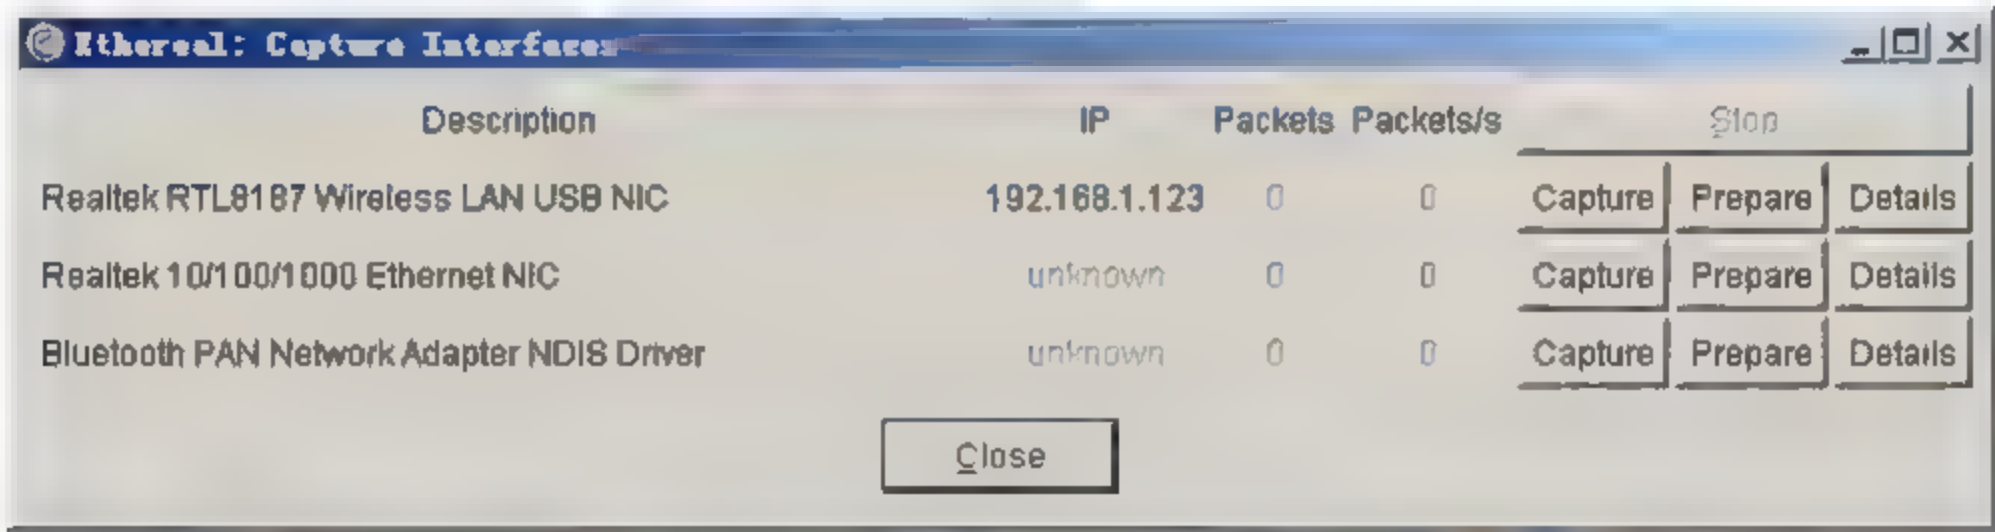 Ethereal: Capture Interfaces
Description IP Packets Packets/s Stop
Realtek RTL8187 Wireless LAN USB NIC 192.168.1.123 0 0 Capture Prepare Details
Realtek 10/100/1000 Ethernet NIC unknown 0 0 Capture Prepare Details
Bluetooth PAN Network Adapter NDIS Driver unknown 0 0 Capture Prepare Details
Close